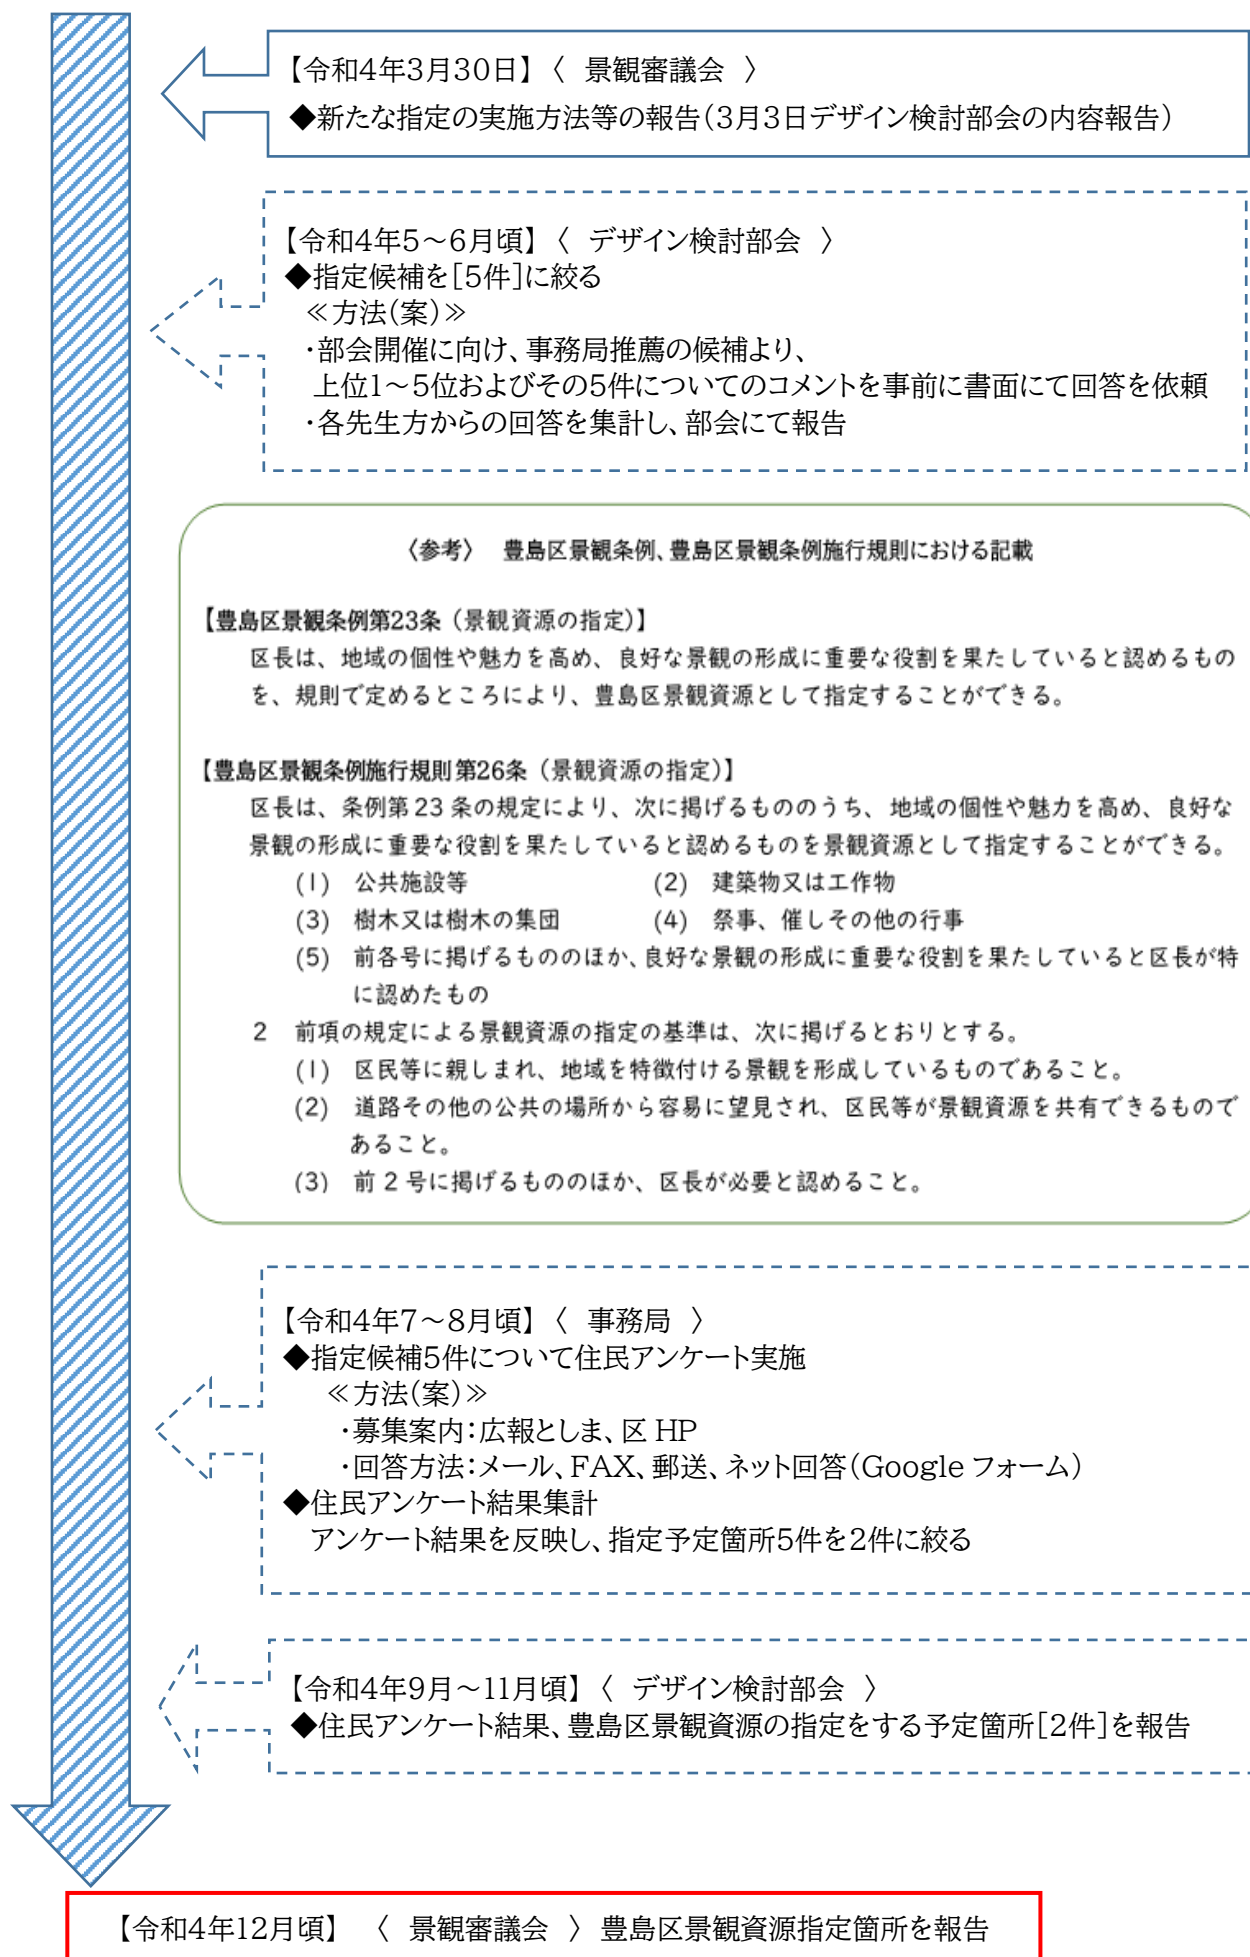 【令和4年3月30日】〈 景観審議会 〉
◆新たな指定の実施方法等の報告(3月3日デザイン検討部会の内容報告)
【令和4年5～6月頃】〈 デザイン検討部会 〉
◆指定候補を[5件]に絞る
≪方法(案)≫
・部会開催に向け、事務局推薦の候補より、
上位1～5位およびその5件についてのコメントを事前に書面にて回答を依頼
・各先生方からの回答を集計し、部会にて報告
〈参考〉 豊島区景観条例、豊島区景観条例施行規則における記載
【豊島区景観条例第23条(景観資源の指定)】
区長は、地域の個性や魅力を高め、良好な景観の形成に重要な役割を果たしていると認めるもの
を、規則で定めるところにより、豊島区景観資源として指定することができる。
【豊島区景観条例施行規則第26条(景観資源の指定)】
区長は、条例第23条の規定により、次に掲げるもののうち、地域の個性や魅力を高め、良好な
景観の形成に重要な役割を果たしていると認めるものを景観資源として指定することができる。
(1) 公共施設等 (2) 建築物又は工作物
(3) 樹木又は樹木の集団 (4) 祭事、催しその他の行事
(5) 前各号に掲げるもののほか、良好な景観の形成に重要な役割を果たしていると区長が特
に認めたもの
2 前項の規定による景観資源の指定の基準は、次に掲げるとおりとする。
(1) 区民等に親しまれ、地域を特徴付ける景観を形成しているものであること。
(2) 道路その他の公共の場所から容易に望見され、区民等が景観資源を共有できるもので
あること。
(3) 前2号に掲げるもののほか、区長が必要と認めること。
【令和4年7～8月頃】〈 事務局 〉
◆指定候補5件について住民アンケート実施
≪方法(案)≫
・募集案内:広報としま、区HP
・回答方法:メール、FAX、郵送、ネット回答(Googleフォーム)
◆住民アンケート結果集計
アンケート結果を反映し、指定予定箇所5件を2件に絞る
【令和4年9月～11月頃】〈 デザイン検討部会 〉
◆住民アンケート結果、豊島区景観資源の指定をする予定箇所[2件]を報告
【令和4年12月頃】 〈 景観審議会 〉豊島区景観資源指定箇所を報告